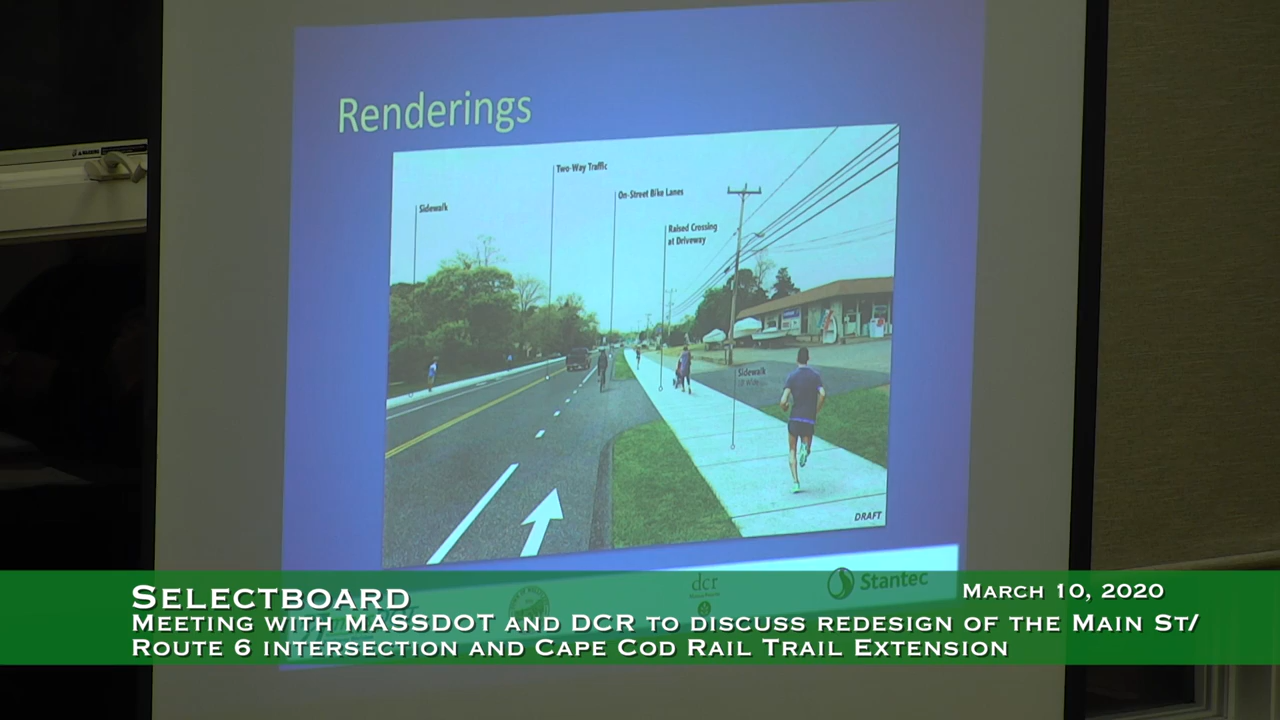 Renderings
Two-Way Traffic
On-Street Bike Lanes
Sidewalk
Raised Crossing
at Driveway
Sidewalk
DRAFT
dcr
Stantec
SELECTBOARD
MARCH 10, 2020
MEETING WITH MASSDOT AND DCR TO DISCUSS REDESIGN OF THE MAIN ST/
ROUTE 6 INTERSECTION AND CAPE COD RAIL TRAIL EXTENSION